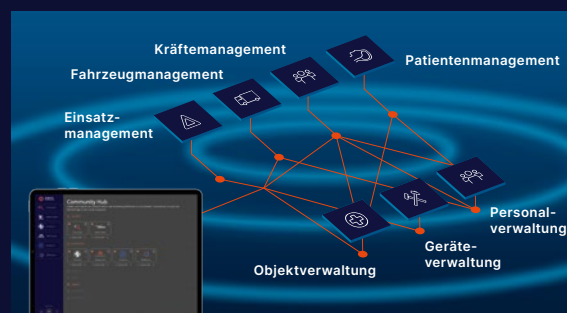 Kräftemanagement
Patientenmanagement
Fahrzeugmanagement
Einsatz-
management
Community Hub
Personal-
verwaltung
Geräte-
verwaltung
Objektverwaltung